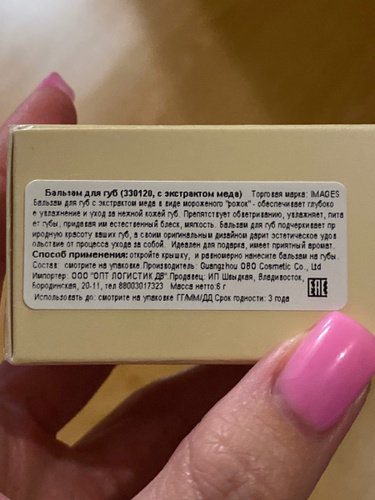 Бальзам для губ (330120, с экстрактом меда) Торговая марка: IMAGES
Бальзам для губ с экстрактом меда в виде мороженого "рожок" - обеспечивает глубоко
е увлажнение и уход за нежной кожей губ. Препятствует обветриванию, увлажняет, пита
ет губы, придавая им естественный блеск, мягкость. Бальзам для губ подчеркивает пр
иродную красоту ваших губ, а своим оригинальным дизайном дарит эстетическое удов
ольствие от процесса ухода за собой. Идеален для подарка, имеет приятный аромат.
Способ применения: откройте крышку, и равномерно нанесите бальзам на губы.
Состав: смотрите на упаковке.Производитель: Guangzhou OBO Cosmetic Co., Ltd
Импортер: ООО "ОПТ ЛОГИСТИК ДВ".Продавец: ИП Швыдкая, Владивосток,
Бородинская, 20-11, тел 88003017323 Масса нетто:6 г
Использовать до: смотрите на упаковке ГГ/ММ/ДД Срок годности: 3 года
EAC